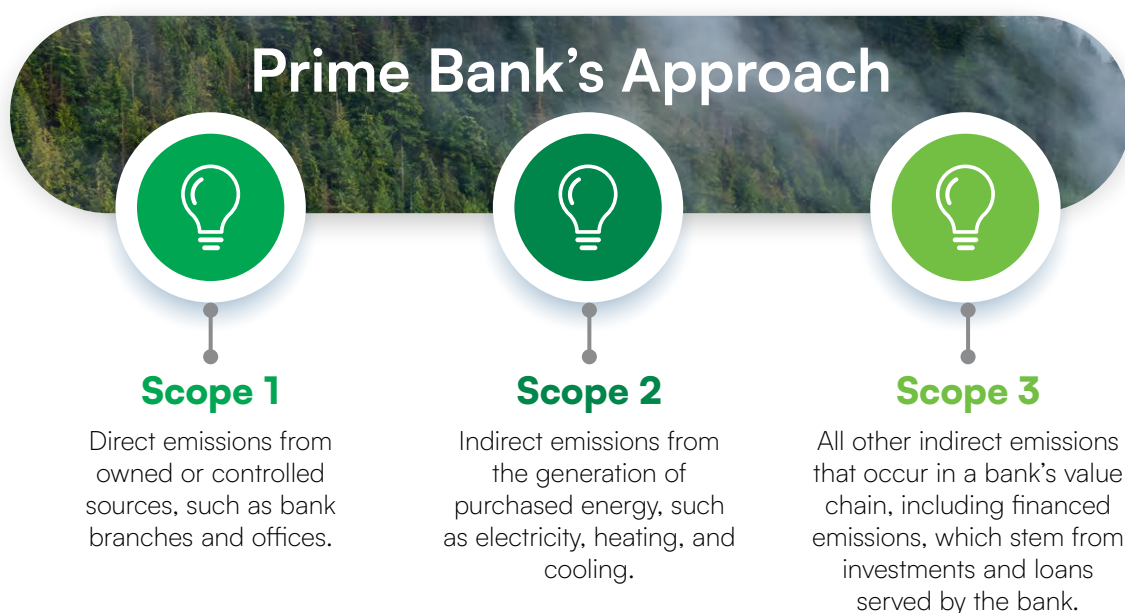 Prime Bank’s Approach
Scope 1
Direct emissions from
owned or controlled
sources, such as bank
branches and offices.
Scope 2
Indirect emissions from
the generation of
purchased energy, such
as electricity, heating, and
cooling.
Scope 3
All other indirect emissions
that occur in a bank’s value
chain, including financed
emissions, which stem from
investments and loans
served by the bank.